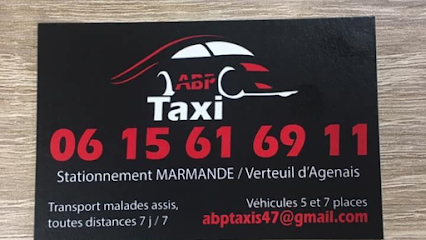 ABP
Taxi
06 15 61 69 11
Stationnement MARMANDE / Verteuil d'Agenais
Transport malades assis,
toutes distances 7 j / 7
Véhicules 5 et 7 places
abptaxis47@gmail.com